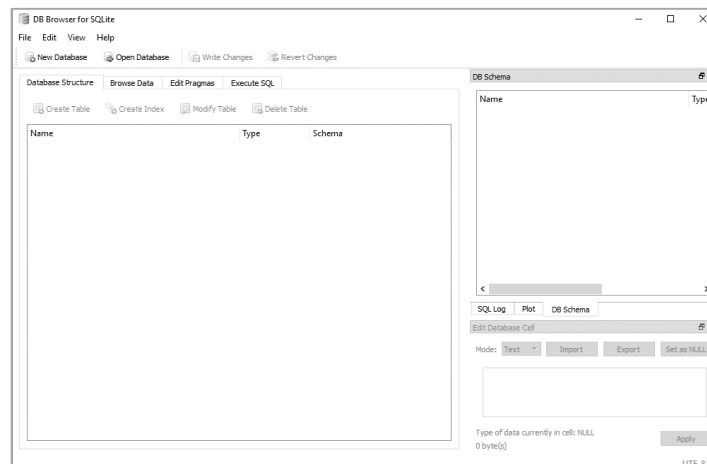 DB Browser for SQLite
File Edit View Help
New Database Open Database Write Changes Revert Changes
Database Structure Browse Data Edit Pragmas Execute SQL
Create Table Create Index Modify Table Delete Table
Name Type Schema
DB Schema
Name Type
SQL Log Plot DB Schema
Edit Database Cell
Mode: Text Import Export Set as NULL
Type of data currently in cell: NULL
0 byte(s)
Apply
UTF-8